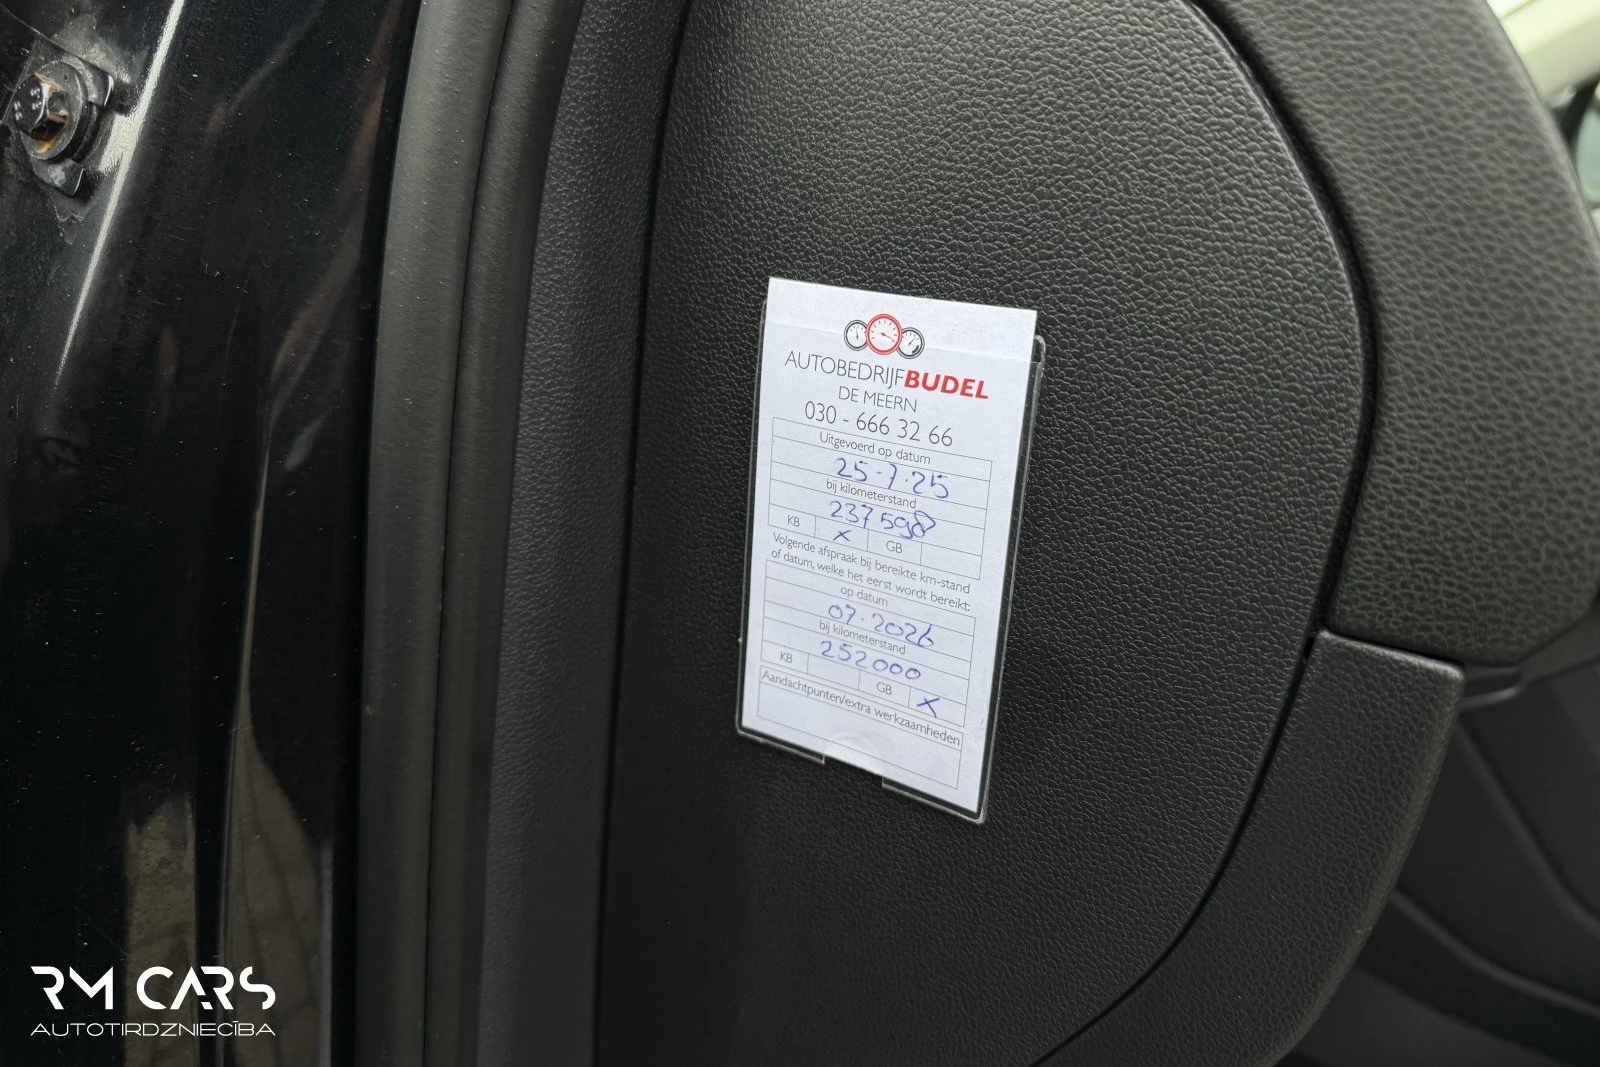 AUTOBEDRIJFBUDEL
DE MEERN
030 - 666 32 66
Uitgevoerd op datum
25-7-25
bij kilometerstand
237598
KB X GB
Volgende afspraak bij bereikte km-stand
of datum, welke het eerst wordt bereikt:
op datum
07.2026
bij kilometerstand
252000
KB GB X
Aandachtpunten/extra werkzaamheden
RM CARS
AUTOTIRDZNIECĪBA